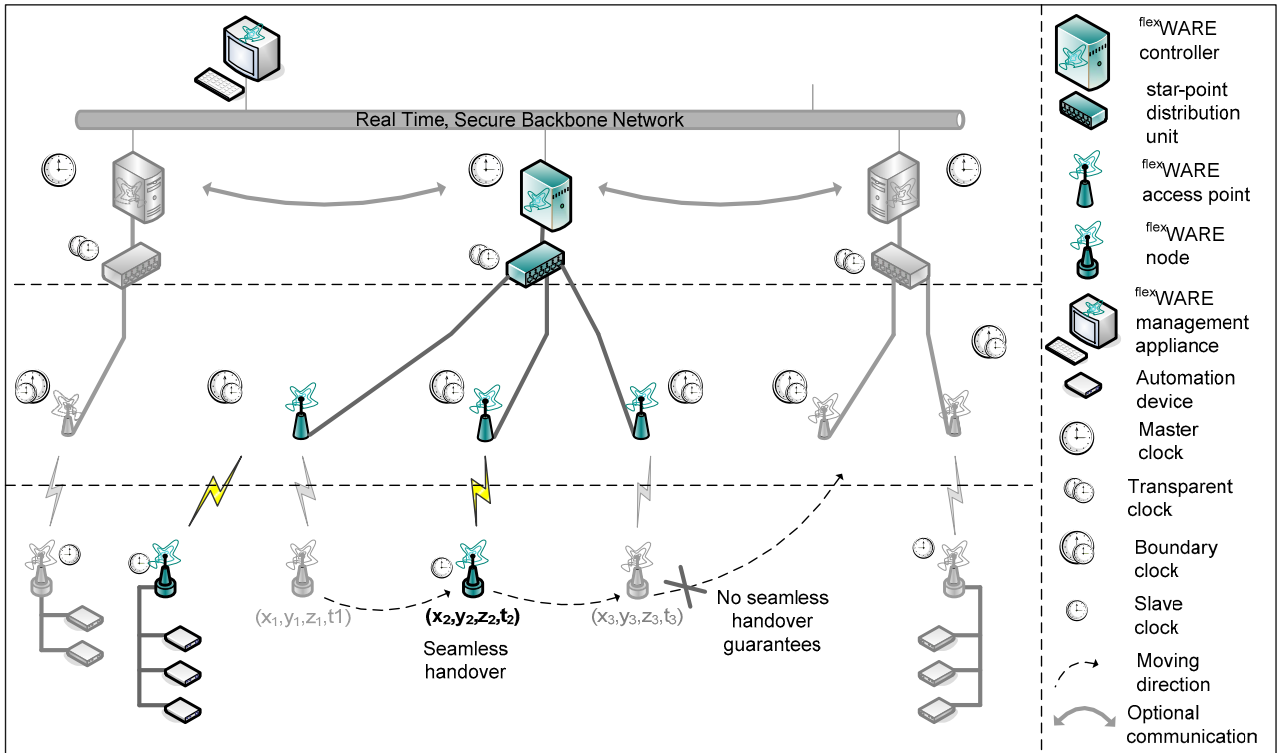 Real Time, Secure Backbone Network
(x₁,y₁,z₁,t1)
(x₂,y₂,z₂,t₂)
(x₃,y₃,z₃,t₃)
Seamless
handover
No seamless
handover
guarantees
flexWARE
controller
star-point
distribution
unit
flexWARE
access point
flexWARE
node
flexWARE
management
appliance
Automation
device
Master
clock
Transparent
clock
Boundary
clock
Slave
clock
Moving
direction
Optional
communication